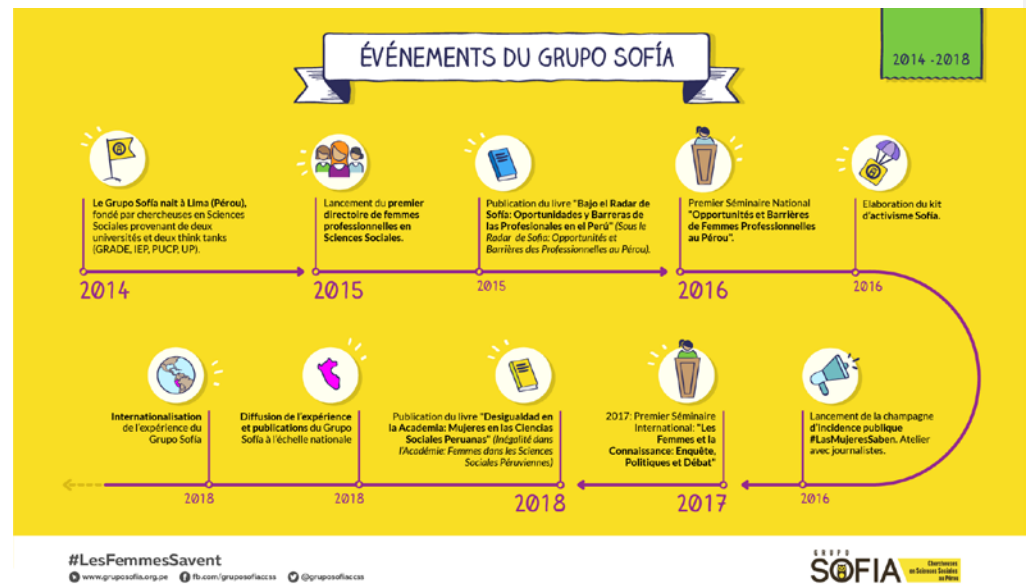 ÉVÉNEMENTS DU GRUPO SOFÍA
2014 -2018
Le Grupo Sofía nait à Lima (Pérou),
fondé par chercheuses en Sciences
Sociales provenant de deux
universités et deux think tanks
(GRADE, IEP, PUCP, UP).
2014
Lancement du premier
directoire de femmes
professionnelles en
Sciences Sociales.
2015
Publication du livre "Bajo el Radar de
Sofía: Oportunidades y Barreras de
las Profesionales en el Perú" (Sous le
Radar de Sofia: Opportunités et
Barrières des Professionnelles au Pérou).
2015
Premier Séminaire National
"Opportunités et Barrières
de Femmes Professionnelles
au Pérou".
2016
Elaboration du kit
d'activisme Sofía.
2016
Lancement de la champagne
d'incidence publique
#LasMujeresSaben. Atelier
avec journalistes.
2016
2017: Premier Séminaire
International: "Les
Femmes et la
Connaissance: Enquête,
Politiques et Débat"
2017
Publication du livre "Desigualdad en
la Academia: Mujeres en las Ciencias
Sociales Peruanas" (Inégalité dans
l'Académie: Femmes dans les Sciences
Sociales Péruviennes)
2018
Diffusion de l'expérience
et publications du Grupo
Sofía à l'échelle nationale
2018
Internationalisation
de l'expérience du
Grupo Sofía
2018
#LesFemmesSavent
www.gruposofia.org.pe fb.com/gruposofiaccss @gruposofiaccss
GRUPO
SOFIA
Chercheuses
en Sciences Sociales
au Pérou